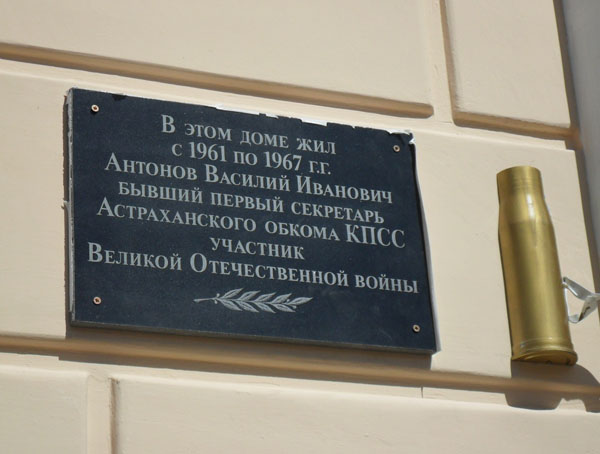 В этом доме жил
с 1961 по 1967 г.г.
Антонов Василий Иванович
бывший первый секретарь
Астраханского обкома КПСС
участник
Великой Отечественной войны